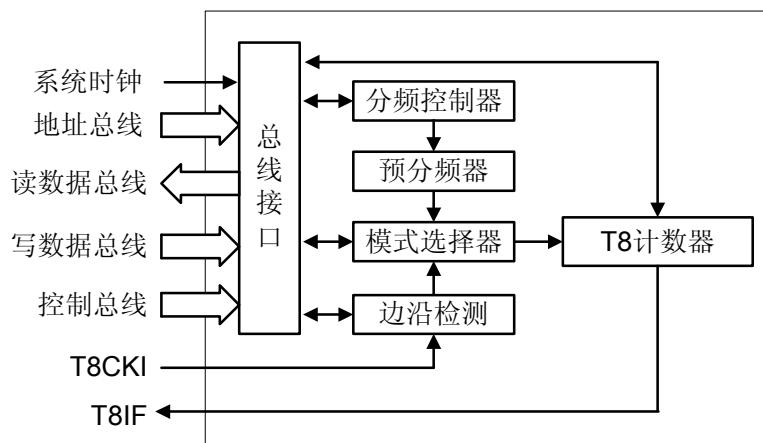 系统时钟
地址总线
读数据总线
写数据总线
控制总线
T8CKI
T8IF
总线接口
分频控制器
预分频器
模式选择器
边沿检测
T8计数器